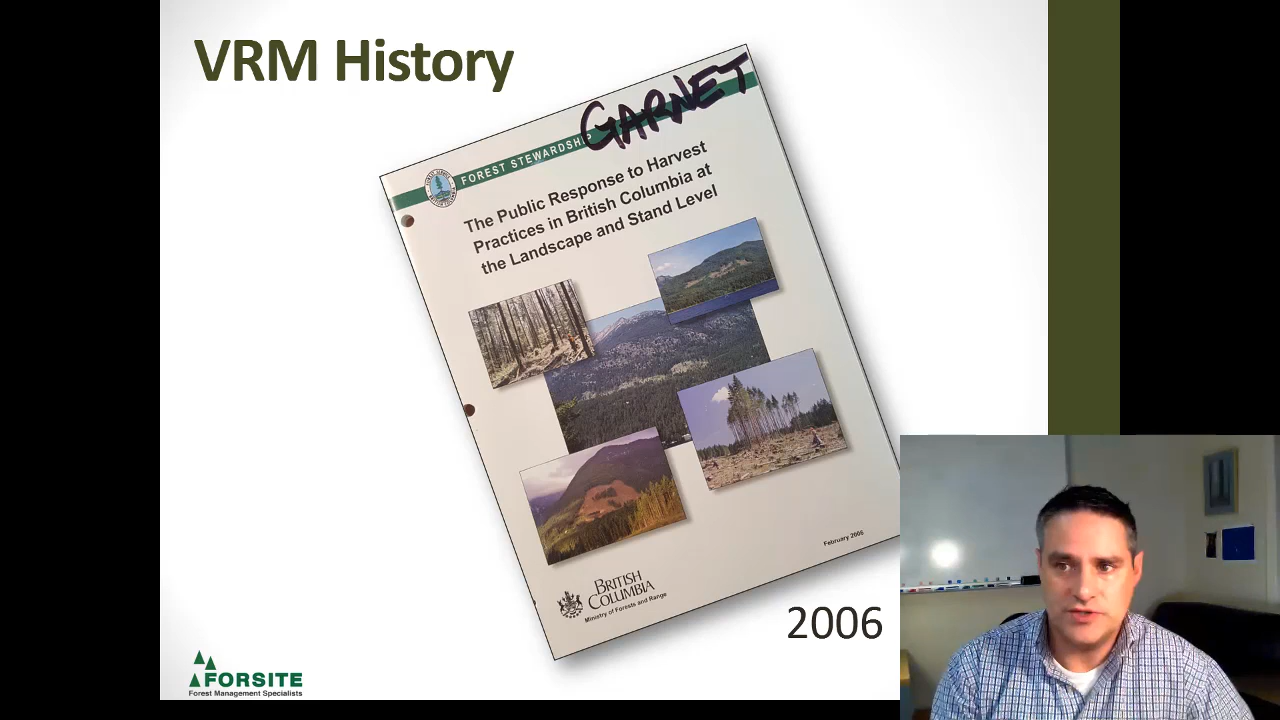 VRM History
GARNET
FOREST STEWARDSHIP
The Public Response to Harvest
Practices in British Columbia at
the Landscape and Stand Level
February 2006
BRITISH
COLUMBIA
Ministry of Forests and Range
2006
FORSITE
Forest Management Specialists